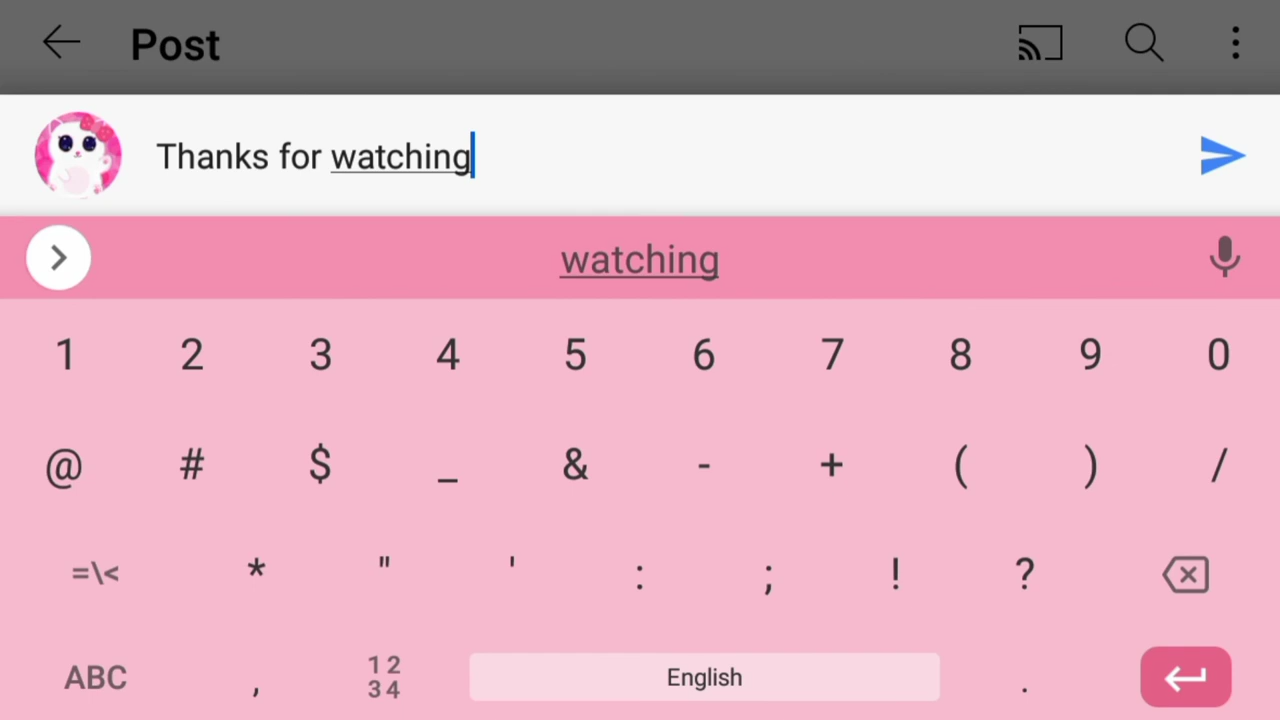 Post
Thanks for watching
watching
1 2 3 4 5 6 7 8 9 0
@ # $ _ & - + ( ) /
=\< * " ' : ; ! ?
ABC , 12 34 English .